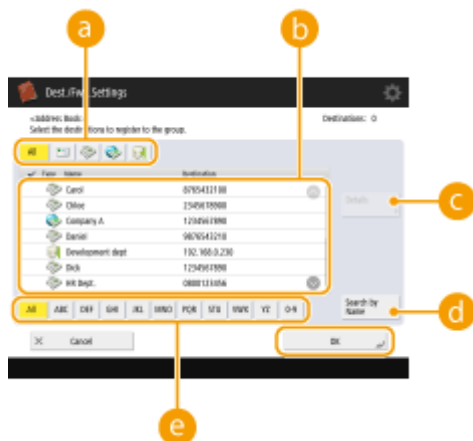 a
b
Dest./Fwd. Settings
<Address Book>
Destinations: 0
Select the destinations to register to the group.
All
✓ Type Name Destination
Carol 8765432100
Chloe 2345678900
Company A 1234567890
Daniel 9876543210
Development dept 192.168.0.230
Dick 1234567890
HR Dept. 0800123456
Details
c
All ABC DEF GHI JKL MNO PQR STU VWX YZ 0-9
Search by
Name
d
× Cancel
OK
e